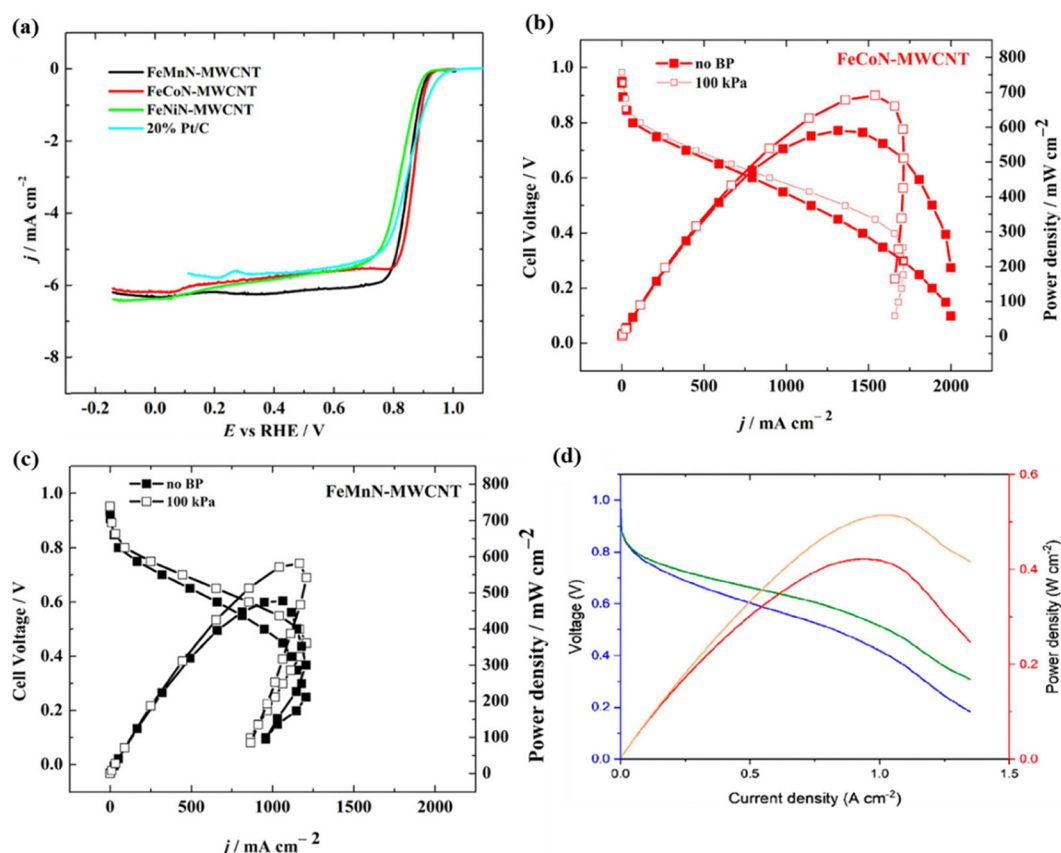 (a)
FeMnN-MWCNT
FeCoN-MWCNT
FeNiN-MWCNT
20% Pt/C
0
-2
-4
-6
-8
j / mA cm⁻²
-0.2 0.0 0.2 0.4 0.6 0.8 1.0
E vs RHE / V
(b)
no BP
100 kPa
FeCoN-MWCNT
1.0
0.8
0.6
0.4
0.2
0.0
Cell Voltage / V
800
700
600
500
400
300
200
100
0
Power density / mW cm⁻²
0 500 1000 1500 2000
j / mA cm⁻²
(c)
no BP
100 kPa
FeMnN-MWCNT
1.0
0.8
0.6
0.4
0.2
0.0
Cell Voltage / V
800
700
600
500
400
300
200
100
0
Power density / mW cm⁻²
0 500 1000 1500 2000
j / mA cm⁻²
(d)
1.0
0.8
0.6
0.4
0.2
0.0
Voltage (V)
0.6
0.4
0.2
0.0
Power density (W cm⁻²)
0.0 0.5 1.0 1.5
Current density (A cm⁻²)